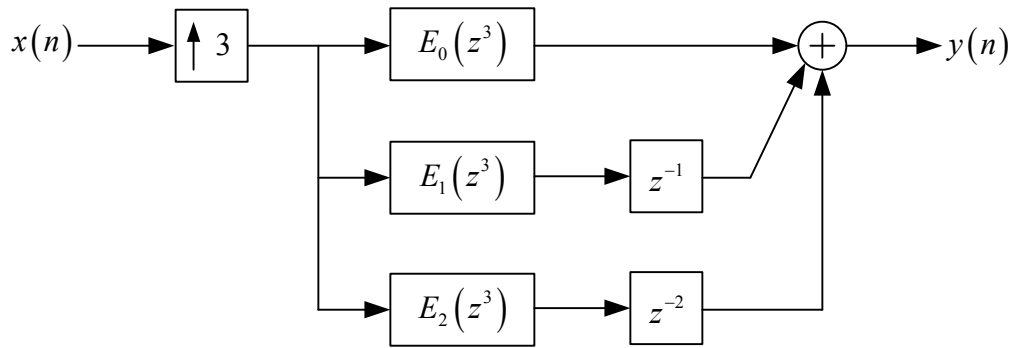 x(n) ↑ 3 E₀(z³) + y(n)
E₁(z³) z⁻¹
E₂(z³) z⁻²